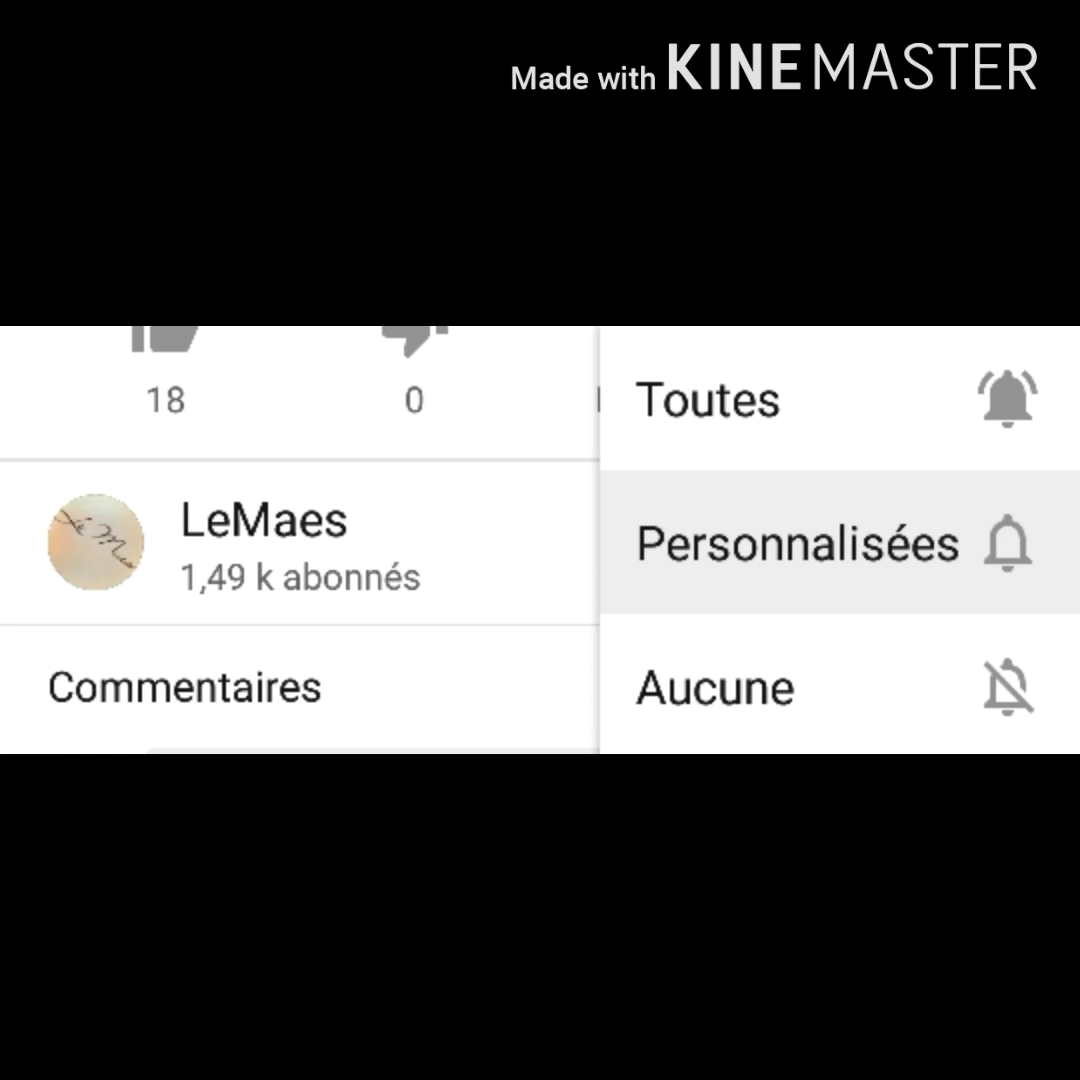 Made with KINEMASTER
18
0
LeMaes
1,49 k abonnés
Commentaires
Toutes
Personnalisées
Aucune